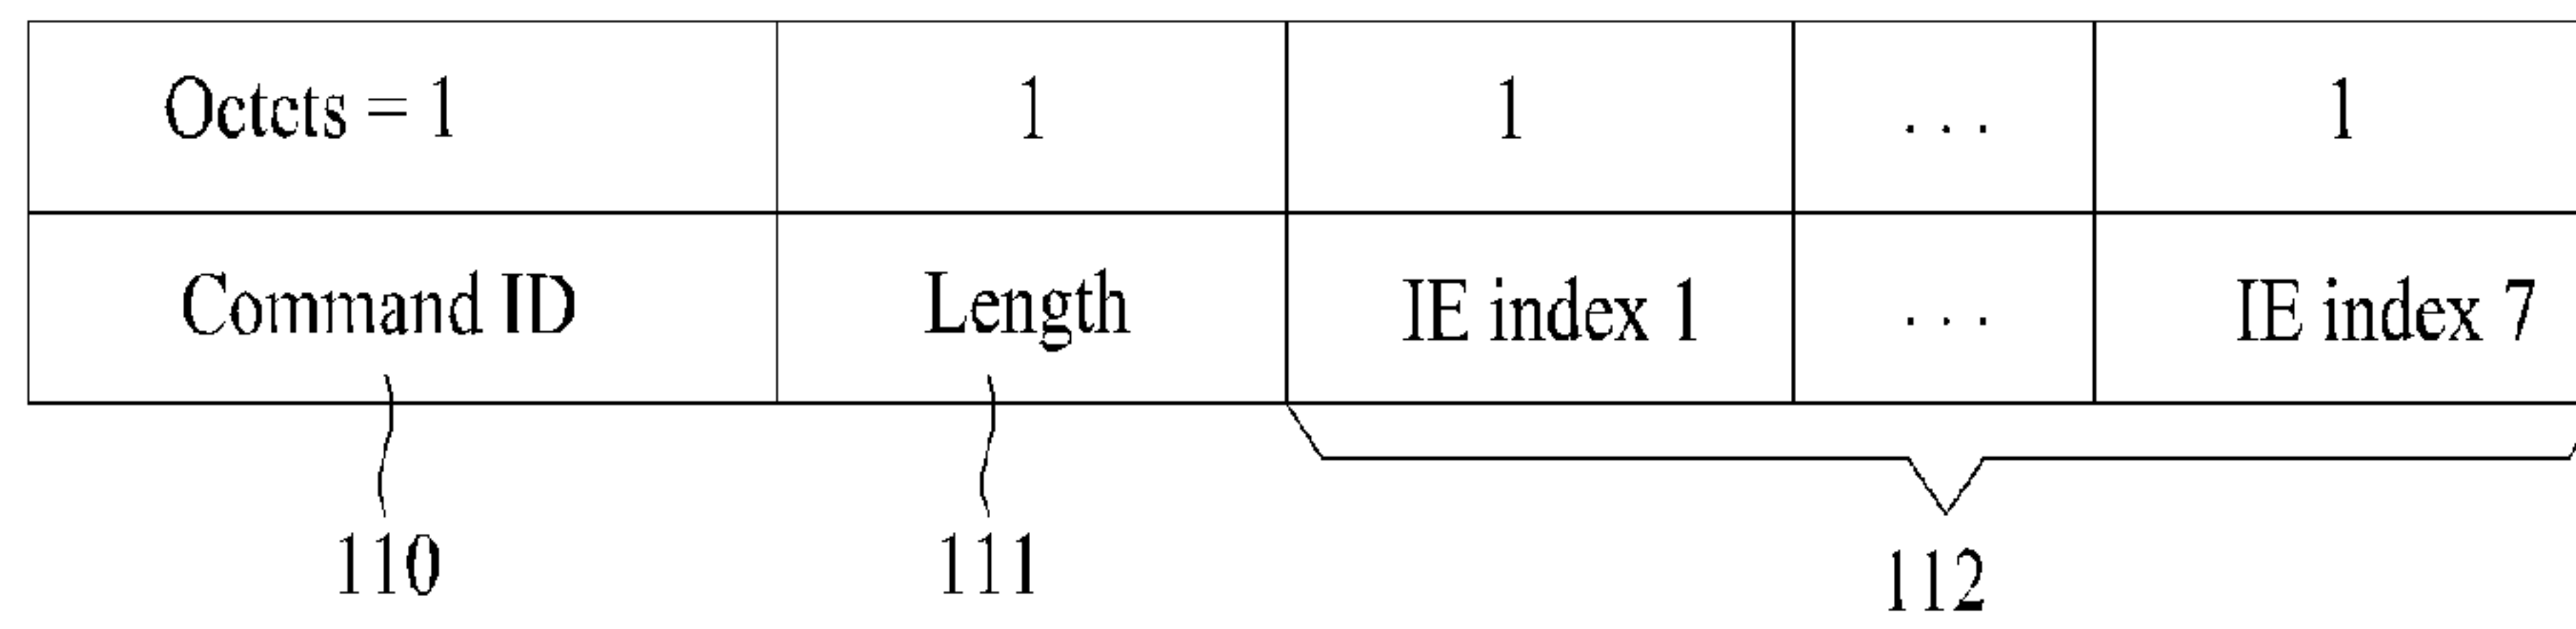 Octets = 1 1 1 . . . 1
Command ID Length IE index 1 . . . IE index 7
110 111 112